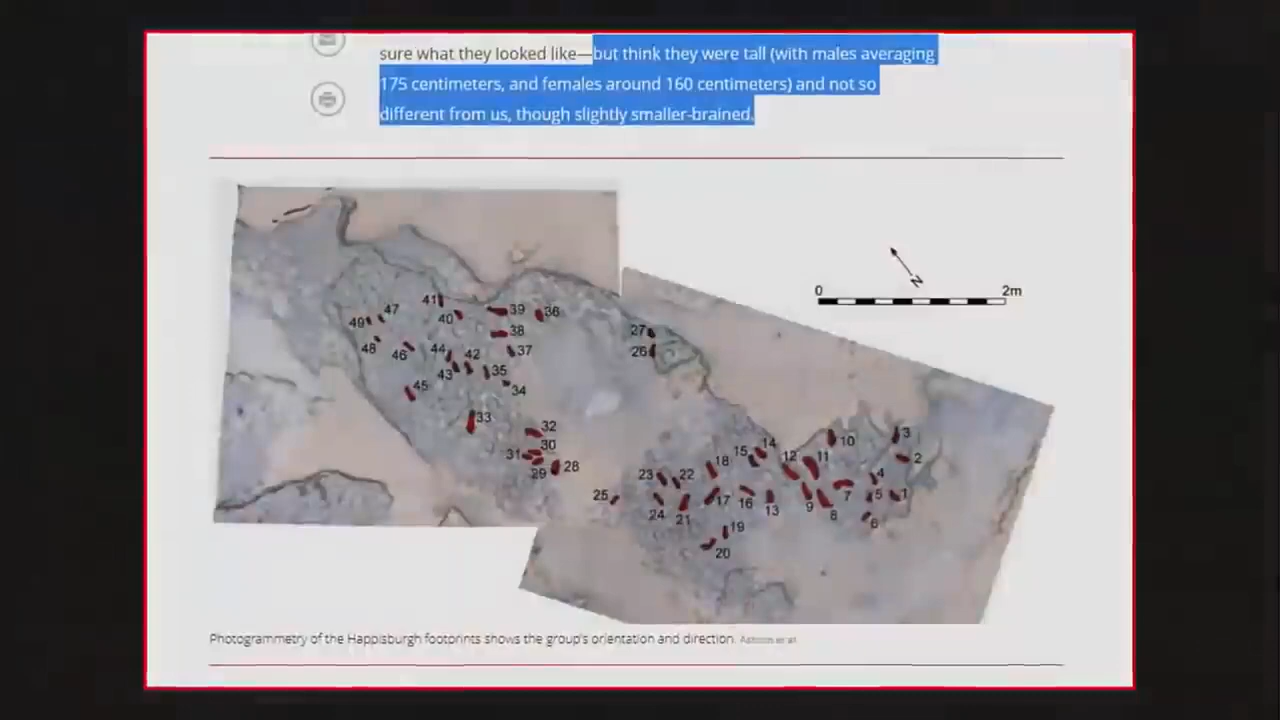 sure what they looked like—but think they were tall (with males averaging
175 centimeters, and females around 160 centimeters) and not so
different from us, though slightly smaller-brained.
0 2m
N
41 39 36
47 40
49 38 27
48 46 44 42 37 26
43 35
45 34
33
32 14 3
30 15 10
31 18 12 11 2
29 28 23 22 4
25 17 16 7 5 1
24 21 13 9 8
6
19
20
Photogrammetry of the Happisburgh footprints shows the group's orientation and direction. Ashton et al